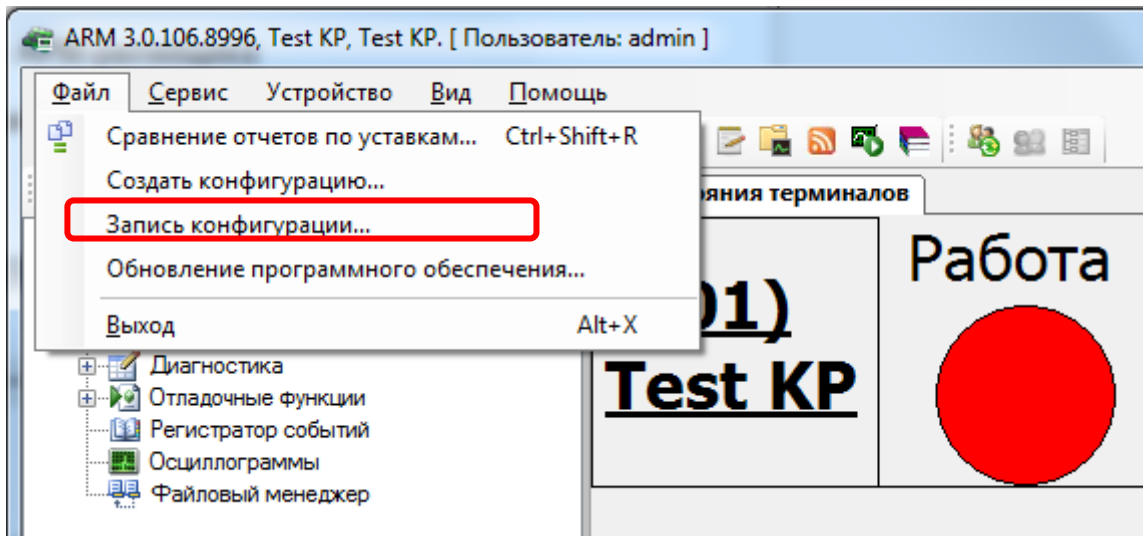 ARM 3.0.106.8996, Test KP, Test KP. [ Пользователь: admin ]
Файл Сервис Устройство Вид Помощь
Сравнение отчетов по уставкам... Ctrl+Shift+R
Создать конфигурацию...
Запись конфигурации...
Обновление программного обеспечения...
Выход Alt+X
Диагностика
Отладочные функции
Регистратор событий
Осциллограммы
Файловый менеджер
терминалов
Работа
Test KP